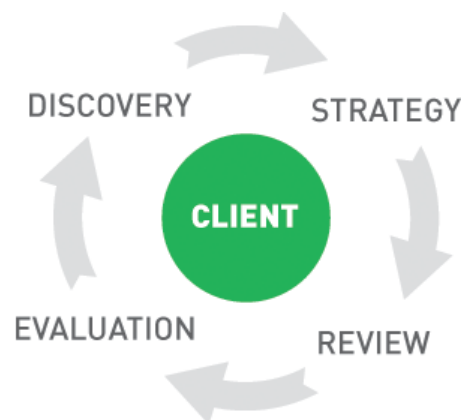 DISCOVERY
STRATEGY
CLIENT
EVALUATION
REVIEW